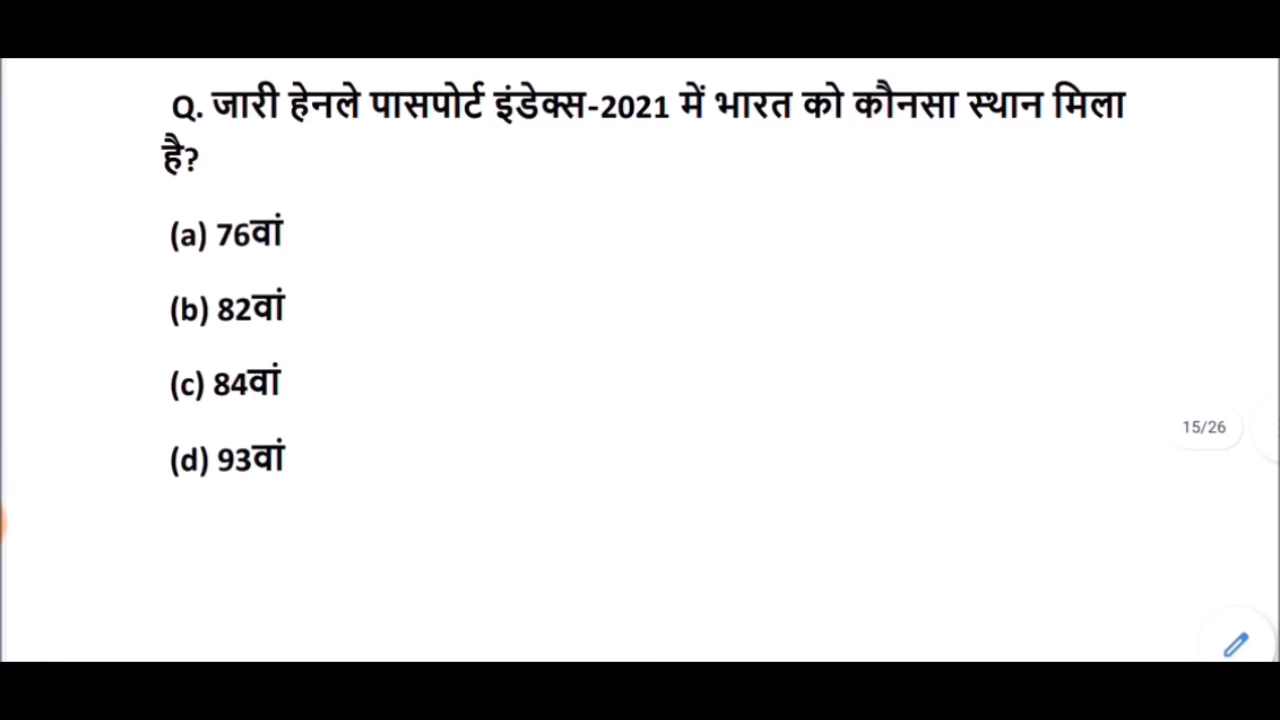 Q. जारी हेनले पासपोर्ट इंडेक्स-2021 में भारत को कौनसा स्थान मिला
है?
(a) 76वां
(b) 82वां
(c) 84वां
(d) 93वां
15/26